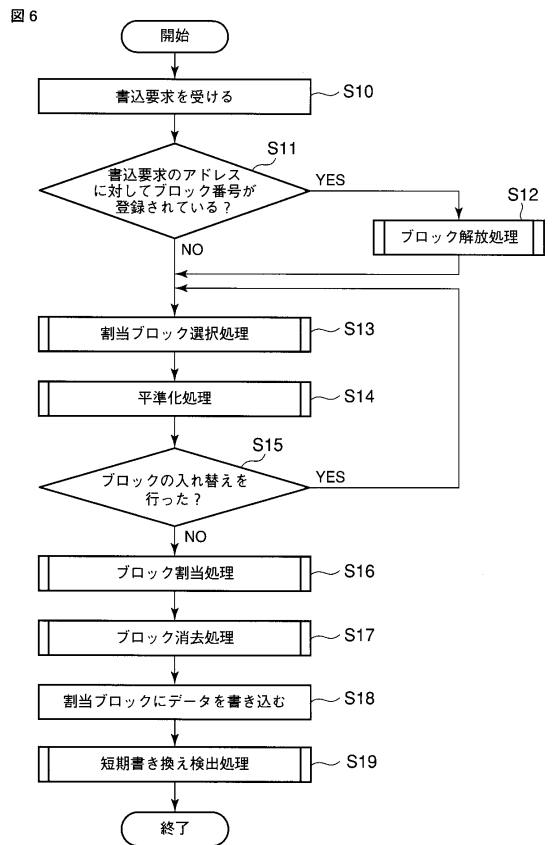 図6
開始
書込要求を受ける
S10
S11
書込要求のアドレス
に対してブロック番号が
登録されている?
YES
S12
ブロック解放処理
NO
割当ブロック選択処理
S13
平準化処理
S14
S15
ブロックの入れ替えを
行った?
YES
NO
ブロック割当処理
S16
ブロック消去処理
S17
割当ブロックにデータを書き込む
S18
短期書き換え検出処理
S19
終了